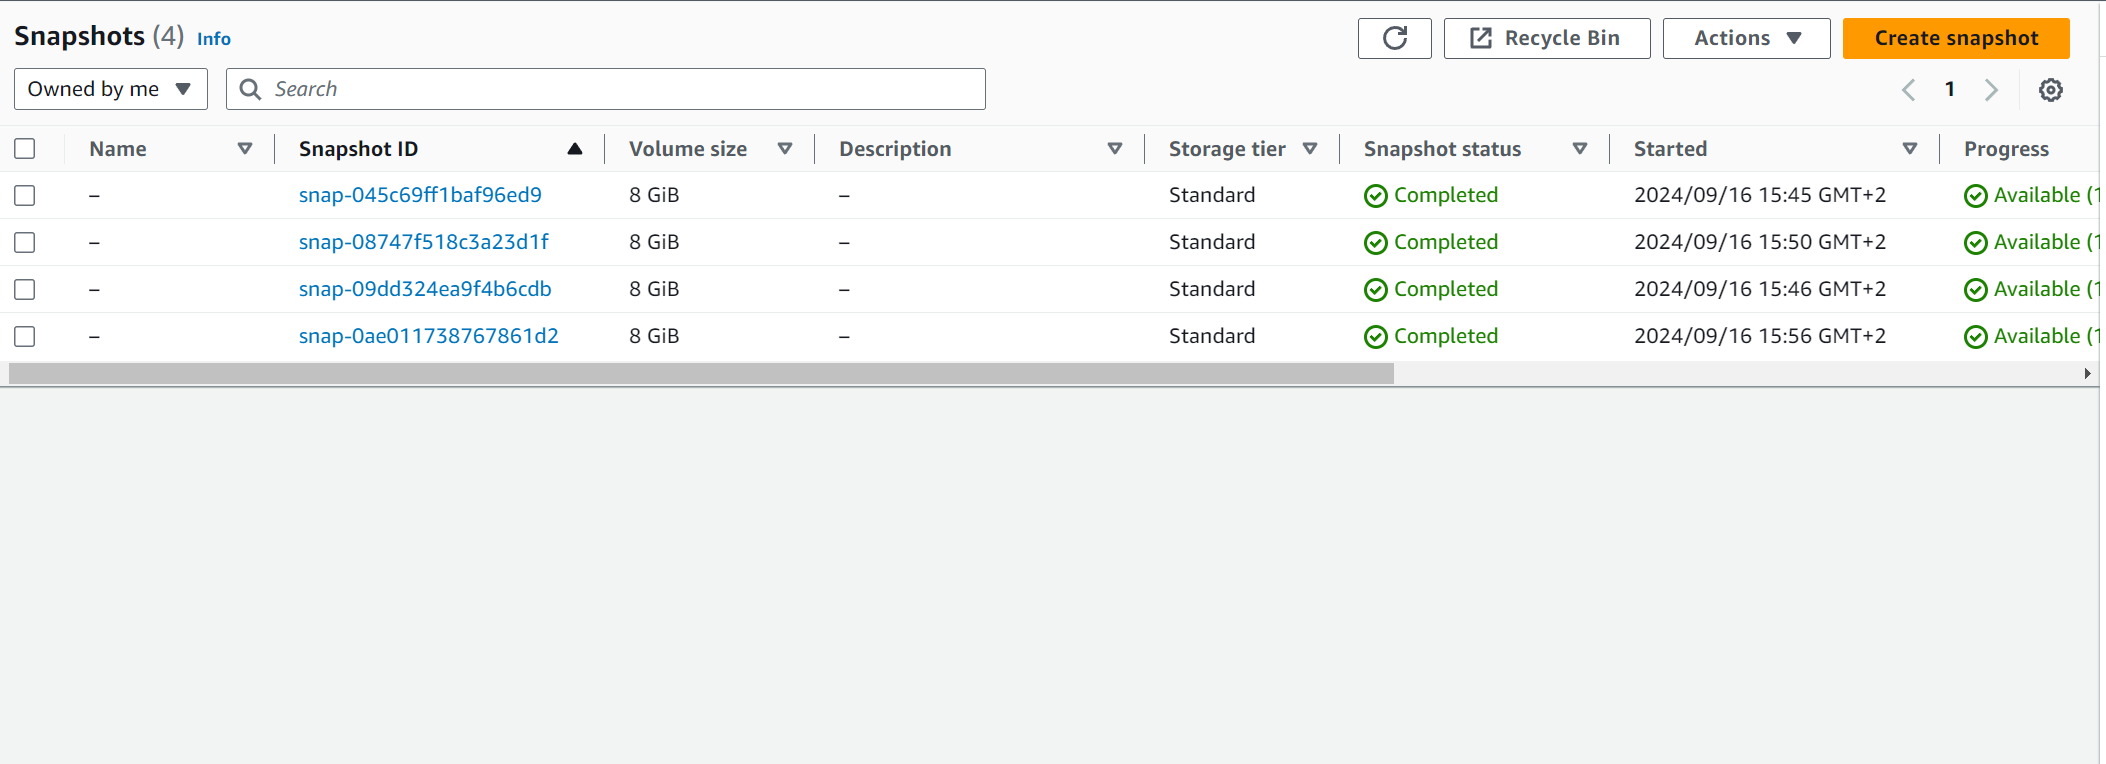 Snapshots (4) Info
Recycle Bin
Actions
Create snapshot
Owned by me
Search
1
Name Snapshot ID Volume size Description Storage tier Snapshot status Started Progress
– snap-045c69ff1baf96ed9 8 GiB – Standard Completed 2024/09/16 15:45 GMT+2 Available (1
– snap-08747f518c3a23d1f 8 GiB – Standard Completed 2024/09/16 15:50 GMT+2 Available (1
– snap-09dd324ea9f4b6cdb 8 GiB – Standard Completed 2024/09/16 15:46 GMT+2 Available (1
– snap-0ae011738767861d2 8 GiB – Standard Completed 2024/09/16 15:56 GMT+2 Available (1